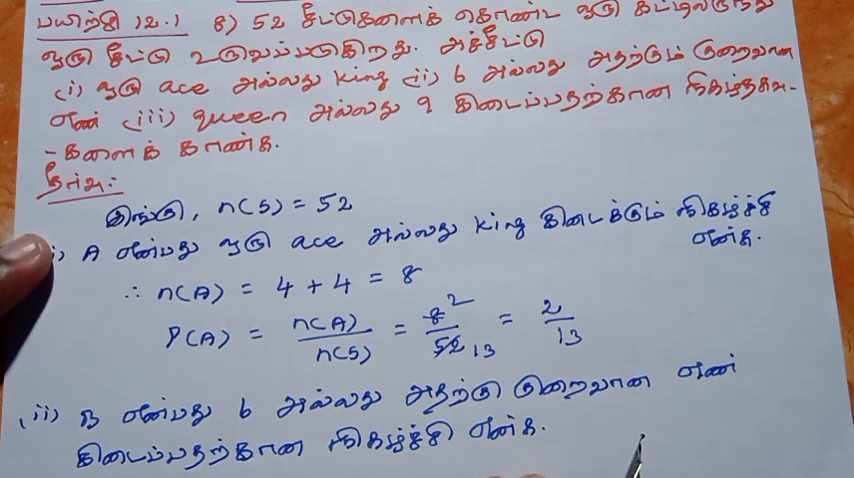 பயிற்சி 12.1 8) 52 சீட்டுகளைக் கொண்ட ஒரு கட்டிலிருந்து
ஒரு சீட்டு உருவப்படுகிறது. அச்சீட்டு
(i) ஒரு ace அல்லது king (ii) 6 அல்லது அதற்கும் குறைவான
எண் (iii) queen அல்லது 9 கிடைப்பதற்கான நிகழ்தகவு-
-களைக் காண்க.
தீர்வு:-
இங்கு, n(S) = 52
i) A என்பது ஒரு ace அல்லது king கிடைக்கும் நிகழ்ச்சி
என்க.
∴ n(A) = 4 + 4 = 8
P(A) = n(A)/n(S) = 8 2/52 13 = 2/13
(ii) B என்பது 6 அல்லது அதற்கு குறைவான எண்
கிடைப்பதற்கான நிகழ்ச்சி என்க.